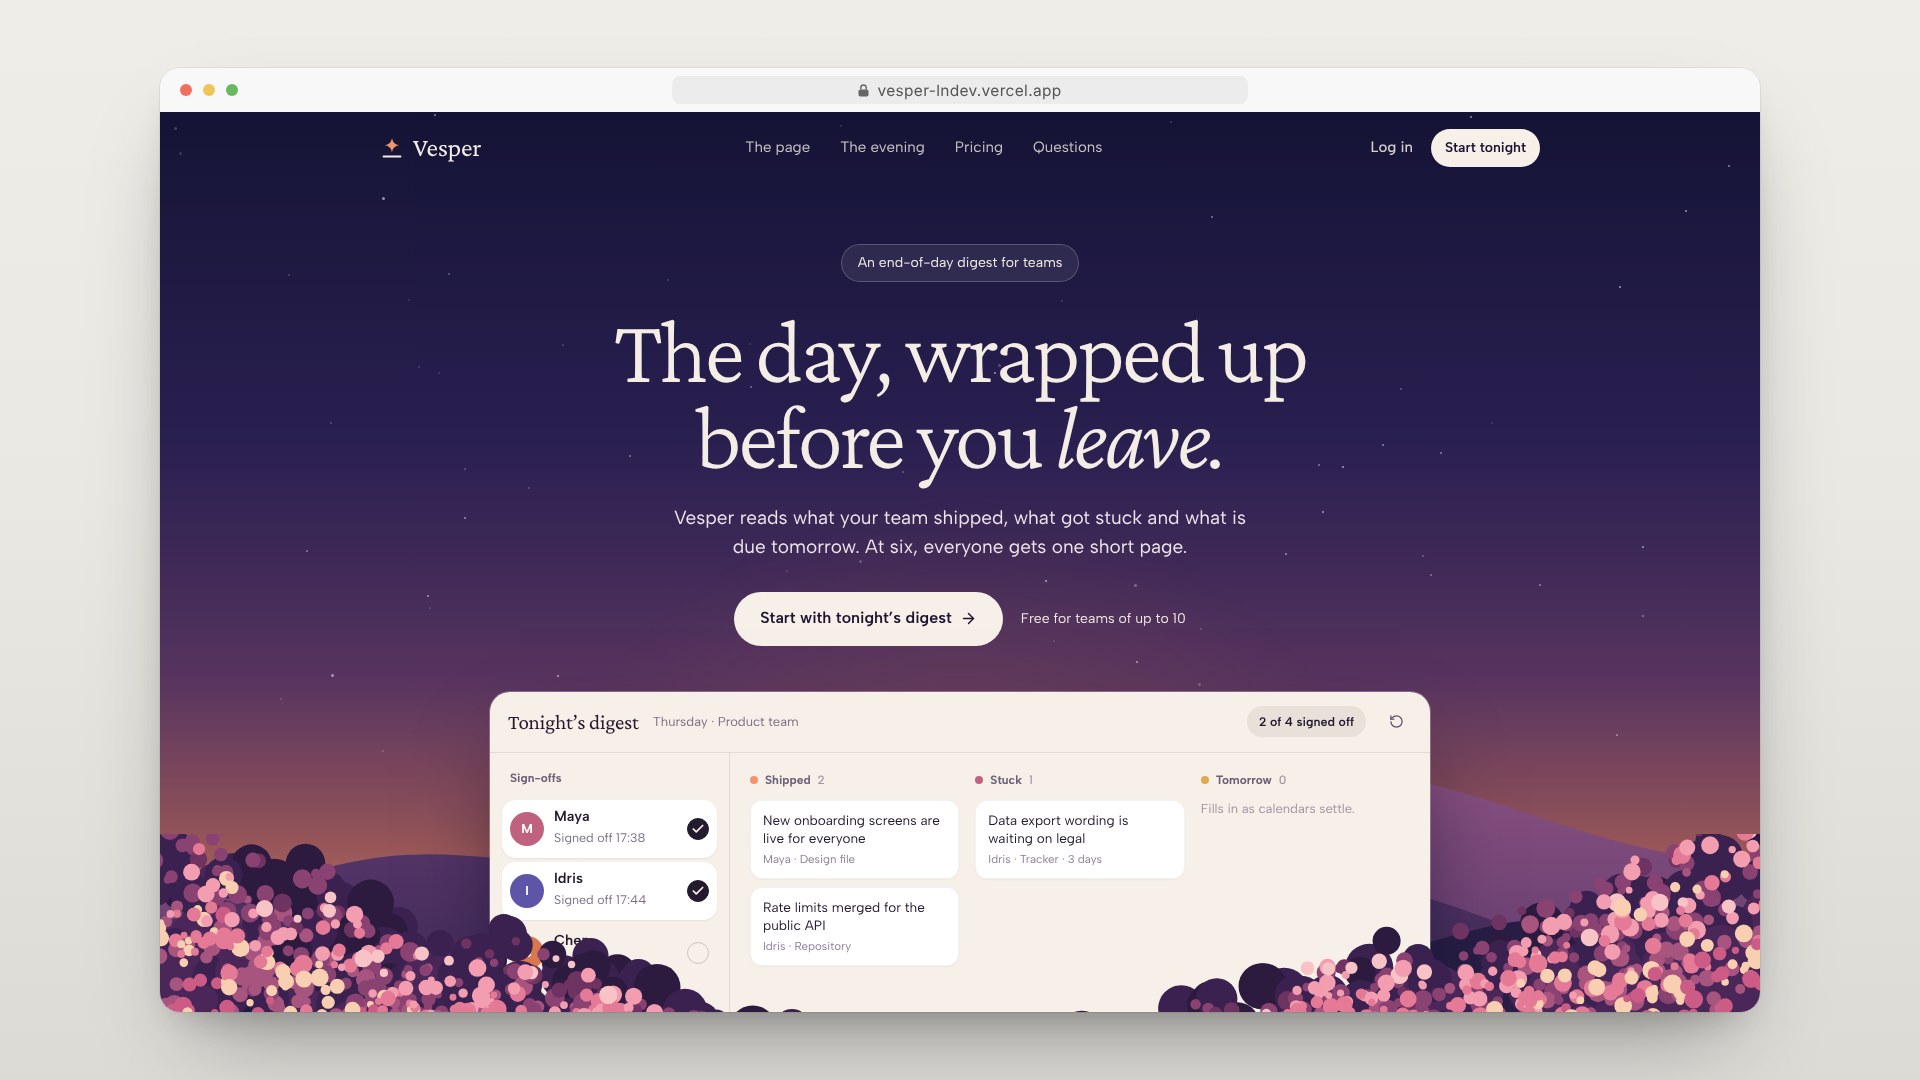 vesper-lndev.vercel.app
Vesper
The page
The evening
Pricing
Questions
Log in
Start tonight
An end-of-day digest for teams
The day, wrapped up
before you leave.
Vesper reads what your team shipped, what got stuck and what is
due tomorrow. At six, everyone gets one short page.
Start with tonight’s digest →
Free for teams of up to 10
Tonight’s digest
Thursday · Product team
2 of 4 signed off
Sign-offs
M
Maya
Signed off 17:38
I
Idris
Signed off 17:44
Shipped 2
New onboarding screens are
live for everyone
Maya · Design file
Rate limits merged for the
public API
Idris · Repository
Stuck 1
Data export wording is
waiting on legal
Idris · Tracker · 3 days
Tomorrow 0
Fills in as calendars settle.